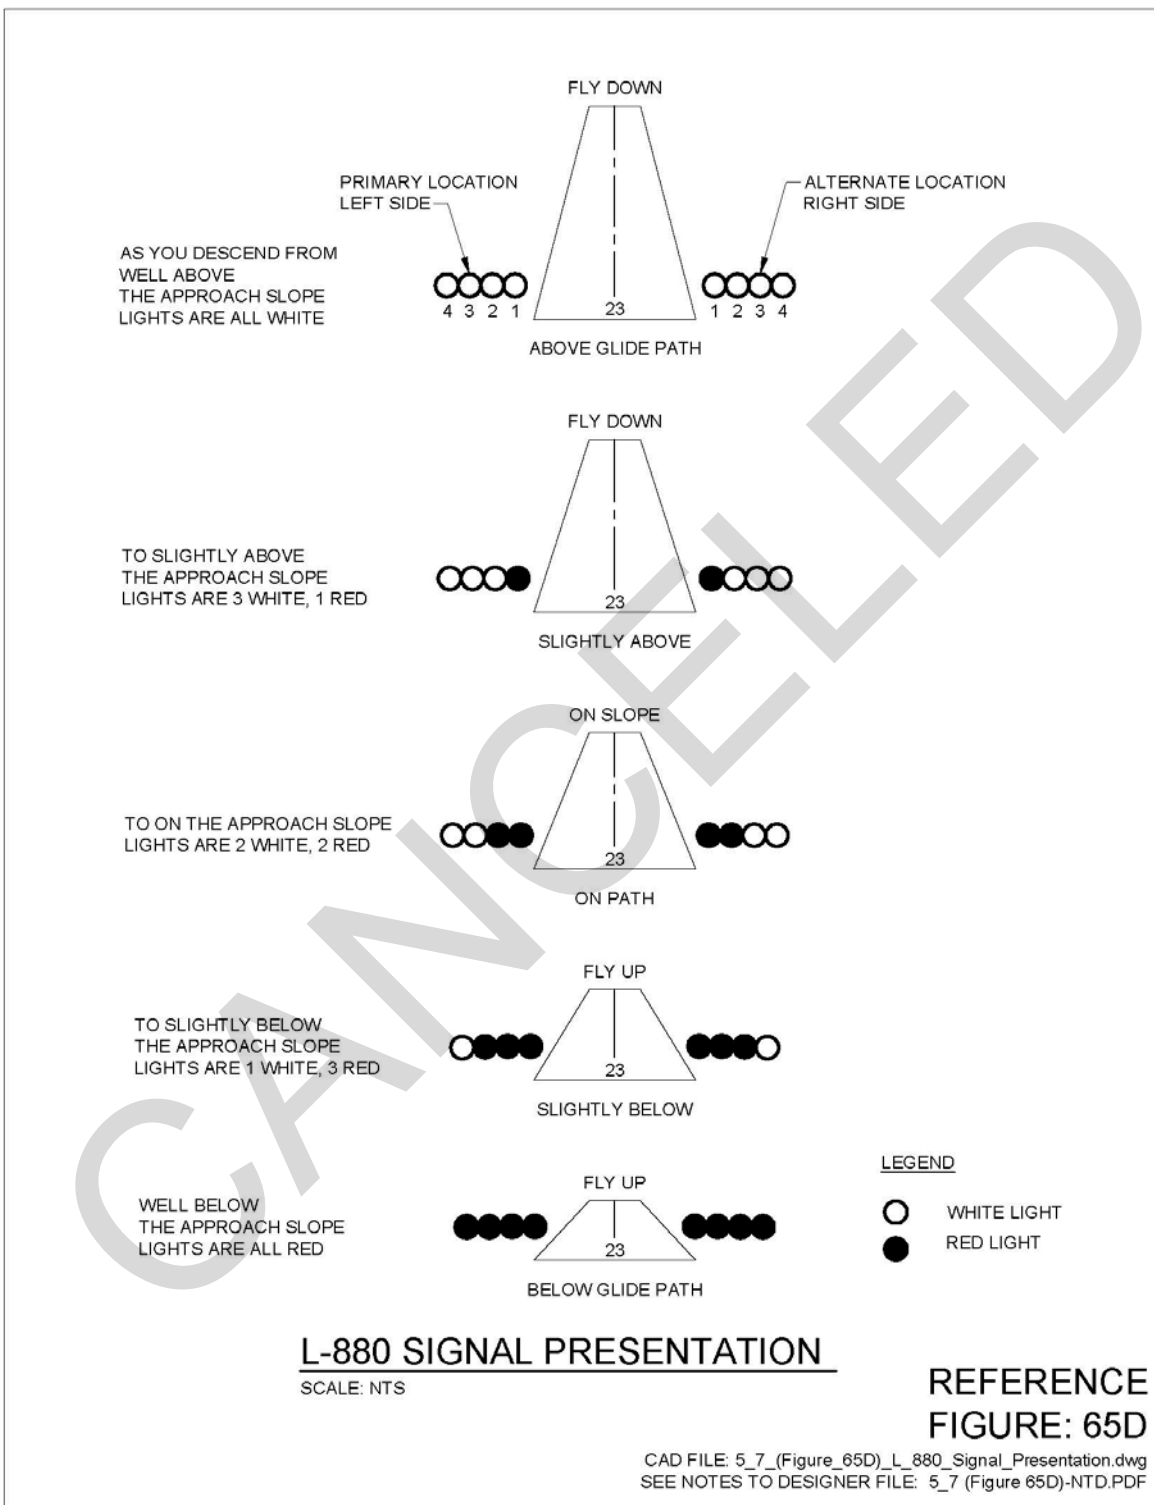 FLY DOWN
PRIMARY LOCATION
LEFT SIDE
ALTERNATE LOCATION
RIGHT SIDE
AS YOU DESCEND FROM
WELL ABOVE
THE APPROACH SLOPE
LIGHTS ARE ALL WHITE
4 3 2 1
23
1 2 3 4
ABOVE GLIDE PATH
FLY DOWN
TO SLIGHTLY ABOVE
THE APPROACH SLOPE
LIGHTS ARE 3 WHITE, 1 RED
23
SLIGHTLY ABOVE
ON SLOPE
TO ON THE APPROACH SLOPE
LIGHTS ARE 2 WHITE, 2 RED
23
ON PATH
FLY UP
TO SLIGHTLY BELOW
THE APPROACH SLOPE
LIGHTS ARE 1 WHITE, 3 RED
23
SLIGHTLY BELOW
FLY UP
WELL BELOW
THE APPROACH SLOPE
LIGHTS ARE ALL RED
23
BELOW GLIDE PATH
LEGEND
WHITE LIGHT
RED LIGHT
CANCELED
L-880 SIGNAL PRESENTATION
SCALE: NTS
REFERENCE
FIGURE: 65D
CAD FILE: 5_7_(Figure_65D)_L_880_Signal_Presentation.dwg
SEE NOTES TO DESIGNER FILE: 5_7 (Figure 65D)-NTD.PDF